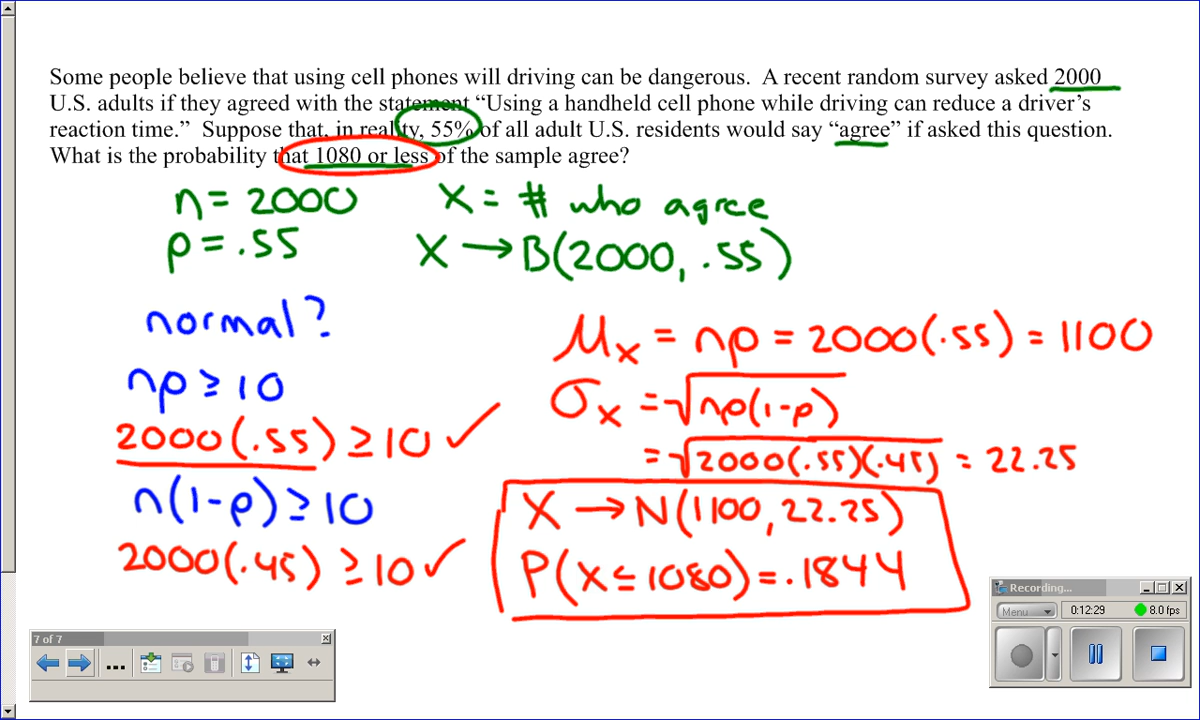 Some people believe that using cell phones will driving can be dangerous.  A recent random survey asked 2000
U.S. adults if they agreed with the statement “Using a handheld cell phone while driving can reduce a driver’s
reaction time.”  Suppose that, in reality, 55% of all adult U.S. residents would say “agree” if asked this question.
What is the probability that 1080 or less of the sample agree?
n = 2000
p = .55
X = # who agree
X → B(2000, .55)
normal?
np ≥ 10
2000(.55) ≥ 10 ✓
n(1-p) ≥ 10
2000(.45) ≥ 10 ✓
μx = np = 2000(.55) = 1100
σx = √np(1-p)
= √2000(.55)(.45) = 22.25
X → N(1100, 22.25)
P(X ≤ 1080) = .1844
Recording...
Menu
0:12:29
8.0 fps
7 of 7